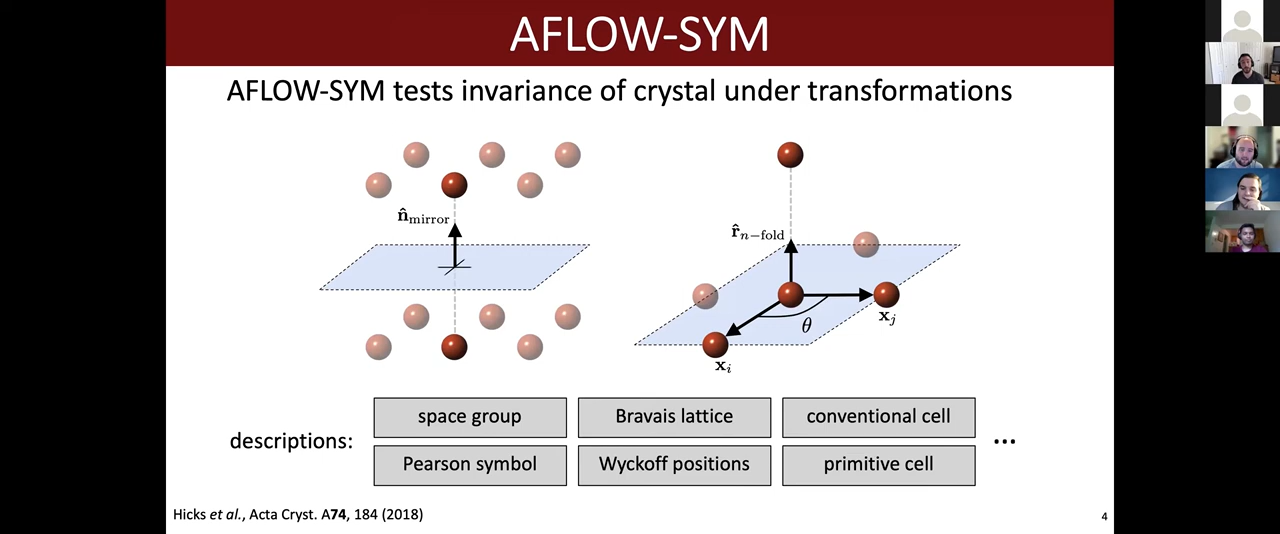 AFLOW-SYM
AFLOW-SYM tests invariance of crystal under transformations
n̂mirror
r̂n−fold
θ
xj
xi
descriptions:
space group
Bravais lattice
conventional cell
...
Pearson symbol
Wyckoff positions
primitive cell
Hicks et al., Acta Cryst. A74, 184 (2018)
4